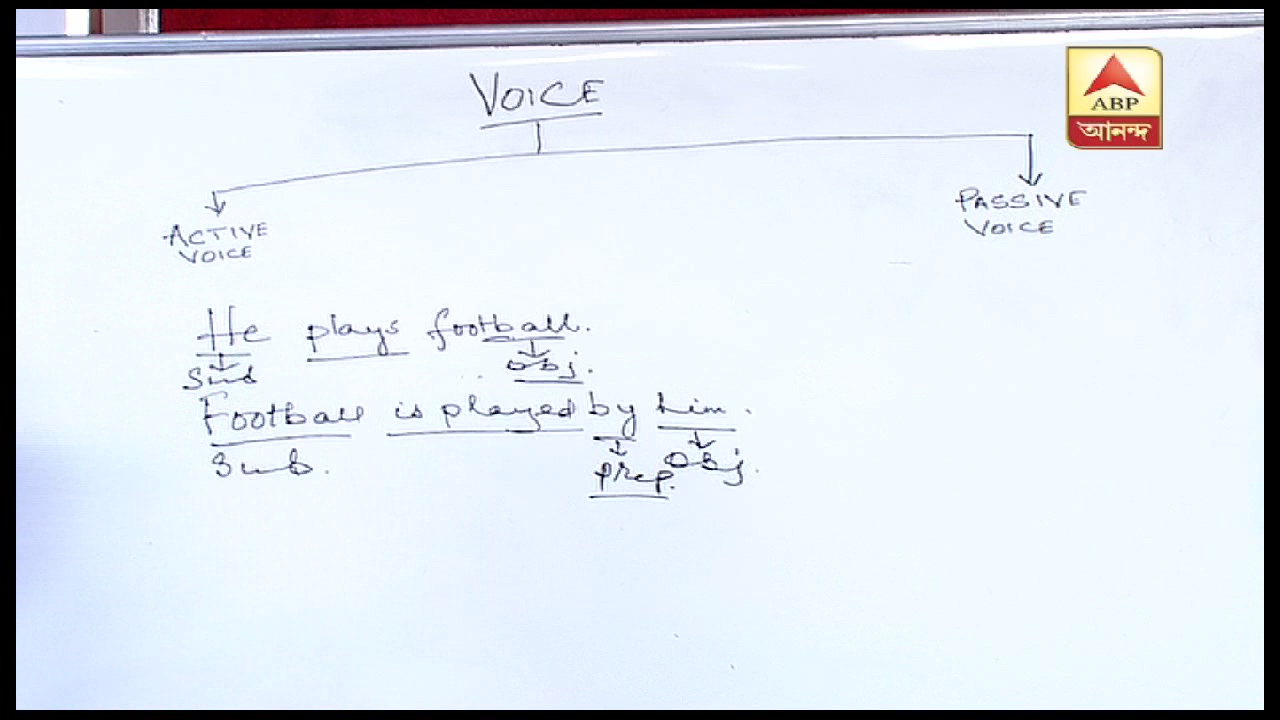 VOICE
ABP
আনন্দ
ACTIVE
VOICE
PASSIVE
VOICE
He plays football.
Sub obj.
Football is played by him.
Sub. prep. obj.